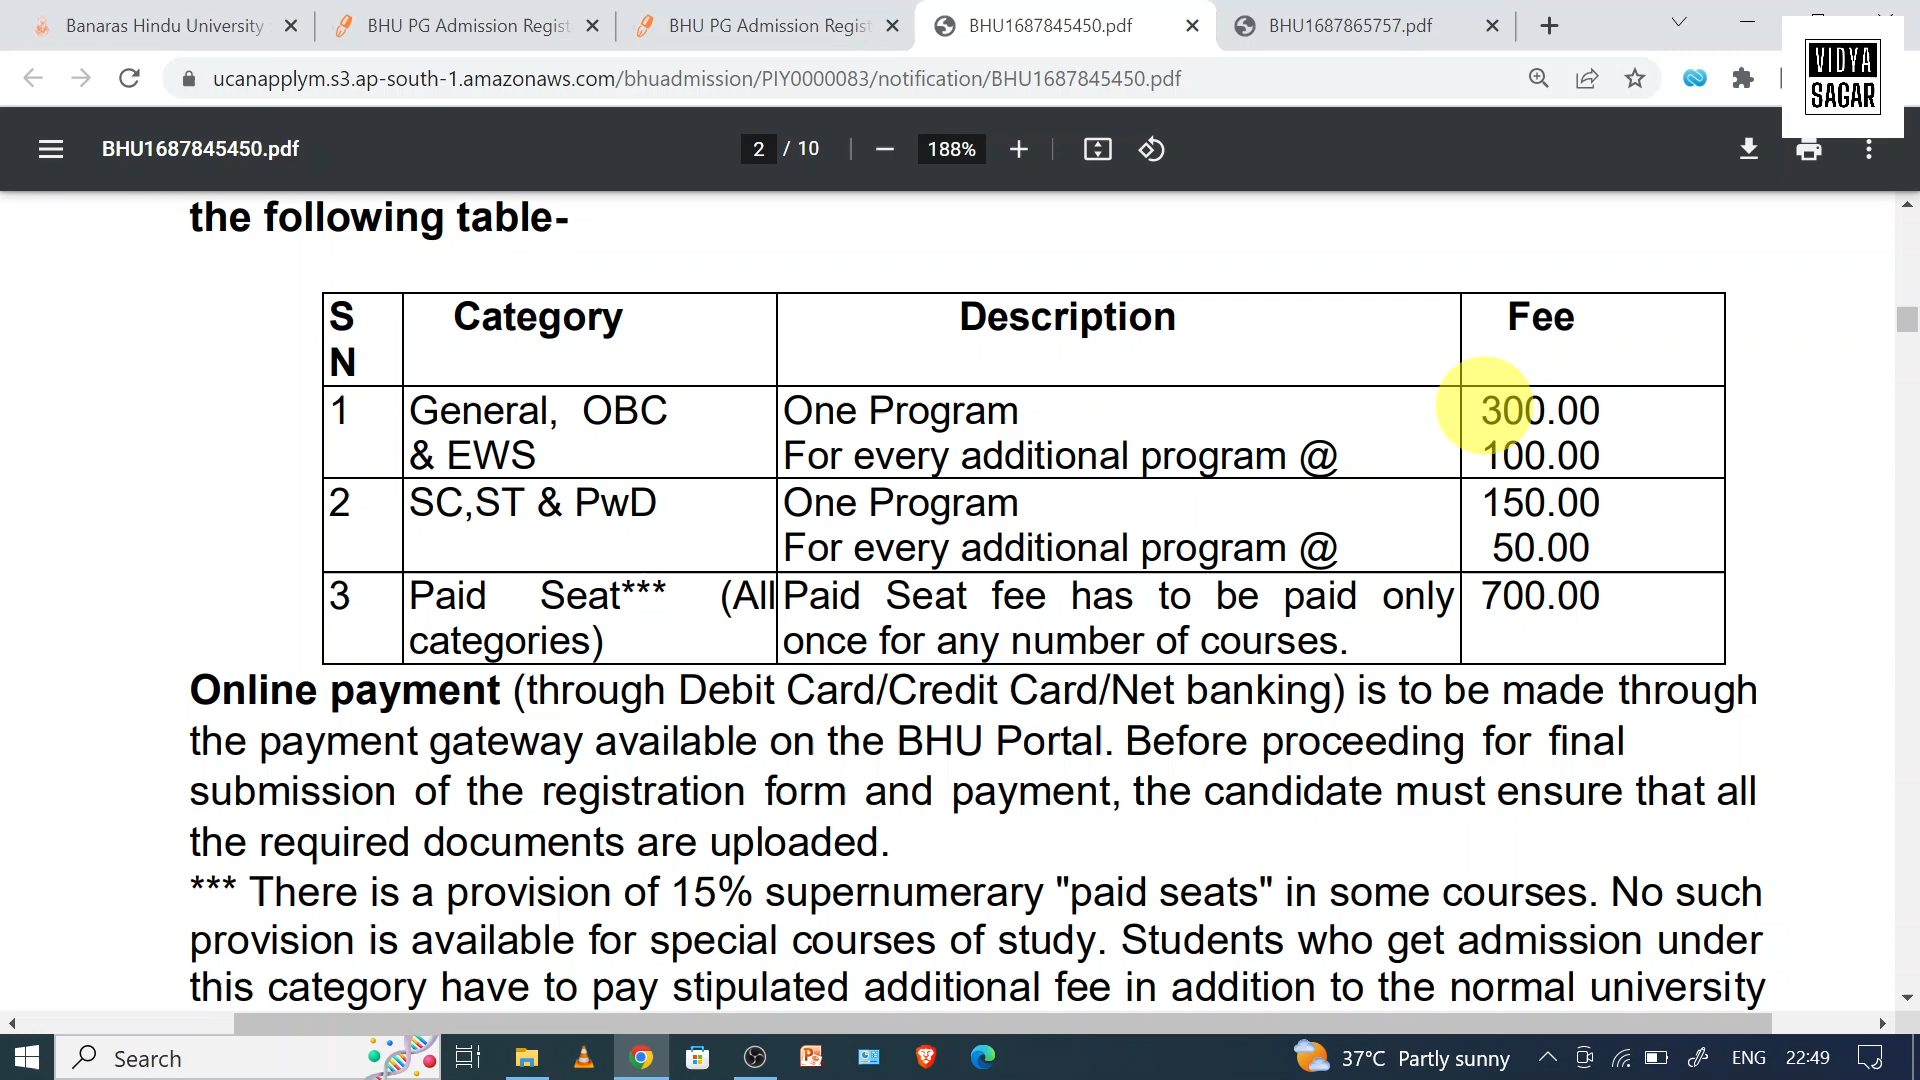 Banaras Hindu University
BHU PG Admission Regist
BHU PG Admission Regist
BHU1687845450.pdf
BHU1687865757.pdf
ucanapplym.s3.ap-south-1.amazonaws.com/bhuadmission/PIY0000083/notification/BHU1687845450.pdf
VIDYA
SAGAR
BHU1687845450.pdf
2 / 10
188%
the following table-
S N Category Description Fee
1 General, OBC & EWS One Program 300.00
For every additional program @ 100.00
2 SC,ST & PwD One Program 150.00
For every additional program @ 50.00
3 Paid Seat*** (All categories) Paid Seat fee has to be paid only 700.00
once for any number of courses.
Online payment (through Debit Card/Credit Card/Net banking) is to be made through
the payment gateway available on the BHU Portal. Before proceeding for final
submission of the registration form and payment, the candidate must ensure that all
the required documents are uploaded.
*** There is a provision of 15% supernumerary "paid seats" in some courses. No such
provision is available for special courses of study. Students who get admission under
this category have to pay stipulated additional fee in addition to the normal university
Search
37°C Partly sunny
ENG
22:49